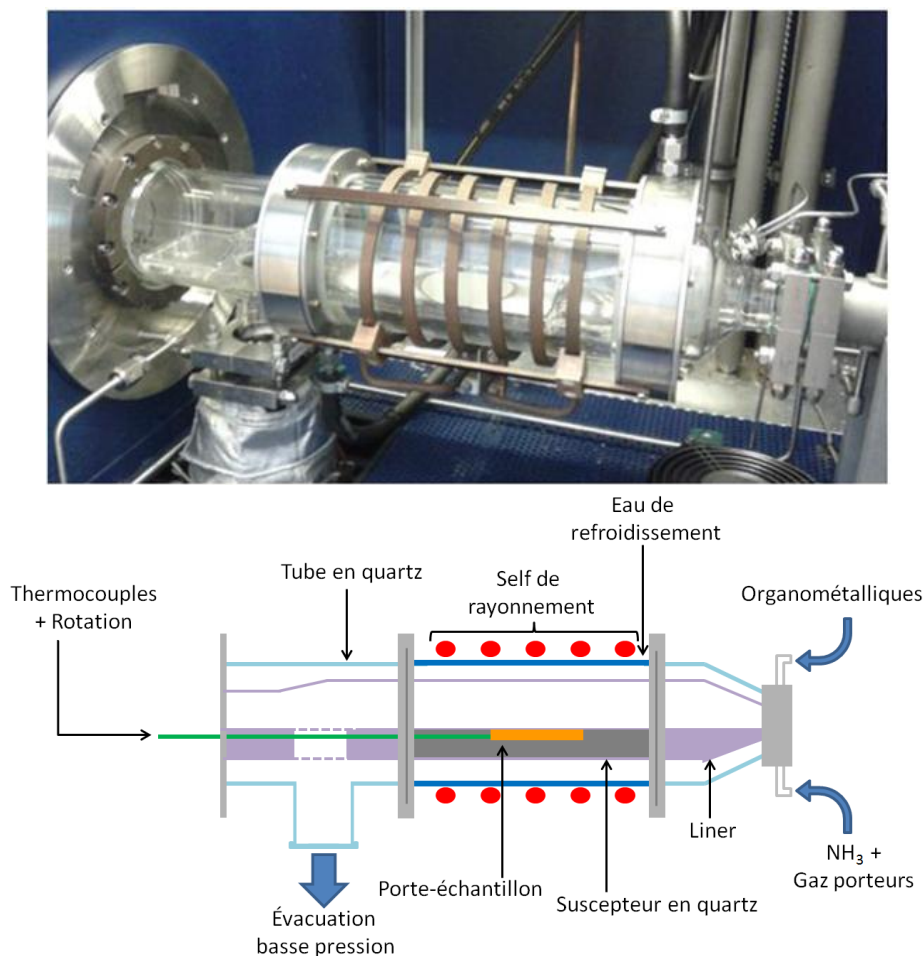 Eau de
refroidissement
Tube en quartz
Self de
rayonnement
Thermocouples
+ Rotation
Organométalliques
Liner
NH₃ +
Gaz porteurs
Porte-échantillon
Suscepteur en quartz
Évacuation
basse pression